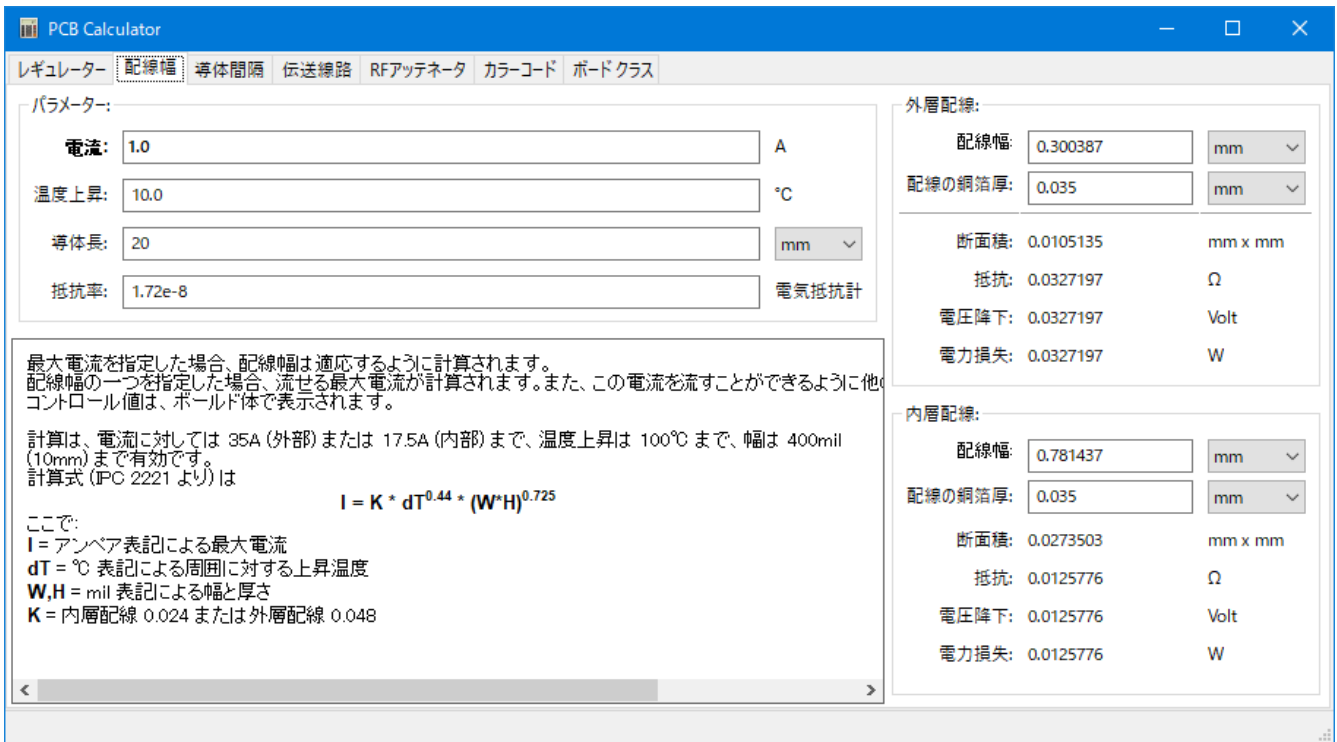 PCB Calculator
レギュレーター 配線幅 導体間隔 伝送線路 RFアッテネータ カラーコード ボードクラス
パラメーター:
電流: 1.0 A
温度上昇: 10.0 °C
導体長: 20 mm
抵抗率: 1.72e-8 電気抵抗計
最大電流を指定した場合、配線幅は適応するように計算されます。
配線幅の一つを指定した場合、流せる最大電流が計算されます。また、この電流を流すことができるように他
コントロール値は、ボールド体で表示されます。
計算は、電流に対しては 35A (外部) または 17.5A (内部) まで、温度上昇は 100℃ まで、幅は 400mil
(10mm) まで有効です。
計算式 (IPC 2221 より) は
I = K * dT0.44 * (W*H)0.725
ここで:
I = アンペア表記による最大電流
dT = ℃ 表記による周囲に対する上昇温度
W,H = mil 表記による幅と厚さ
K = 内層配線 0.024 または外層配線 0.048
外層配線:
配線幅: 0.300387 mm
配線の銅箔厚: 0.035 mm
断面積: 0.0105135 mm x mm
抵抗: 0.0327197 Ω
電圧降下: 0.0327197 Volt
電力損失: 0.0327197 W
内層配線:
配線幅: 0.781437 mm
配線の銅箔厚: 0.035 mm
断面積: 0.0273503 mm x mm
抵抗: 0.0125776 Ω
電圧降下: 0.0125776 Volt
電力損失: 0.0125776 W